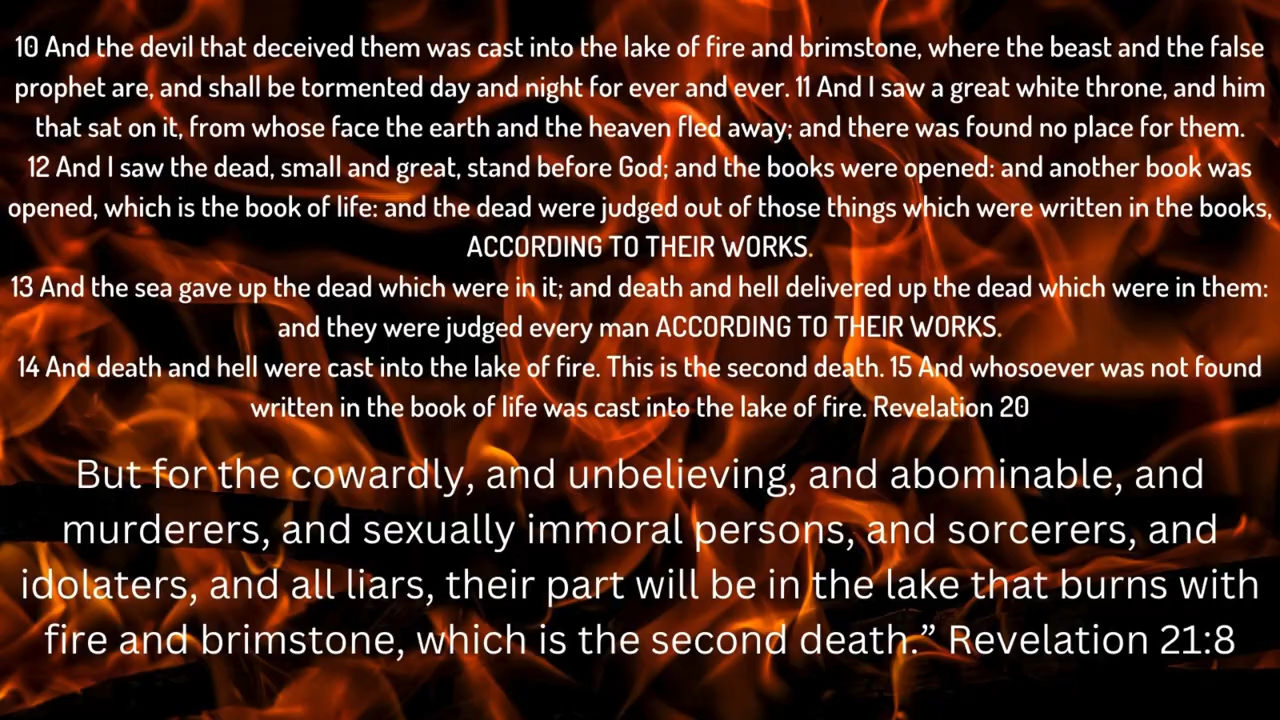 10 And the devil that deceived them was cast into the lake of fire and brimstone, where the beast and the false
prophet are, and shall be tormented day and night for ever and ever. 11 And I saw a great white throne, and him
that sat on it, from whose face the earth and the heaven fled away; and there was found no place for them.
12 And I saw the dead, small and great, stand before God; and the books were opened: and another book was
opened, which is the book of life: and the dead were judged out of those things which were written in the books,
ACCORDING TO THEIR WORKS.
13 And the sea gave up the dead which were in it; and death and hell delivered up the dead which were in them:
and they were judged every man ACCORDING TO THEIR WORKS.
14 And death and hell were cast into the lake of fire. This is the second death. 15 And whosoever was not found
written in the book of life was cast into the lake of fire. Revelation 20
But for the cowardly, and unbelieving, and abominable, and
murderers, and sexually immoral persons, and sorcerers, and
idolaters, and all liars, their part will be in the lake that burns with
fire and brimstone, which is the second death.” Revelation 21:8